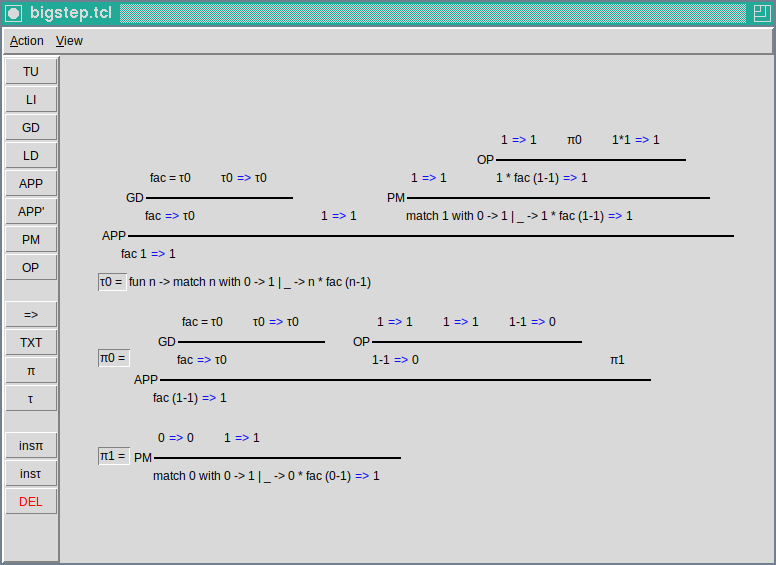 bigstep.tcl
Action View
TU
LI
GD
LD
APP
APP'
PM
OP
=>
TXT
π
τ
insπ
insτ
DEL
1 => 1 π0 1*1 => 1
OP
fac = τ0 τ0 => τ0 1 => 1 1 * fac (1-1) => 1
GD PM
fac => τ0 1 => 1 match 1 with 0 -> 1 | _ -> 1 * fac (1-1) => 1
APP
fac 1 => 1
τ0 = fun n -> match n with 0 -> 1 | _ -> n * fac (n-1)
fac = τ0 τ0 => τ0 1 => 1 1 => 1 1-1 => 0
GD OP
π0 = fac => τ0 1-1 => 0 π1
APP
fac (1-1) => 1
0 => 0 1 => 1
π1 = PM
match 0 with 0 -> 1 | _ -> 0 * fac (0-1) => 1